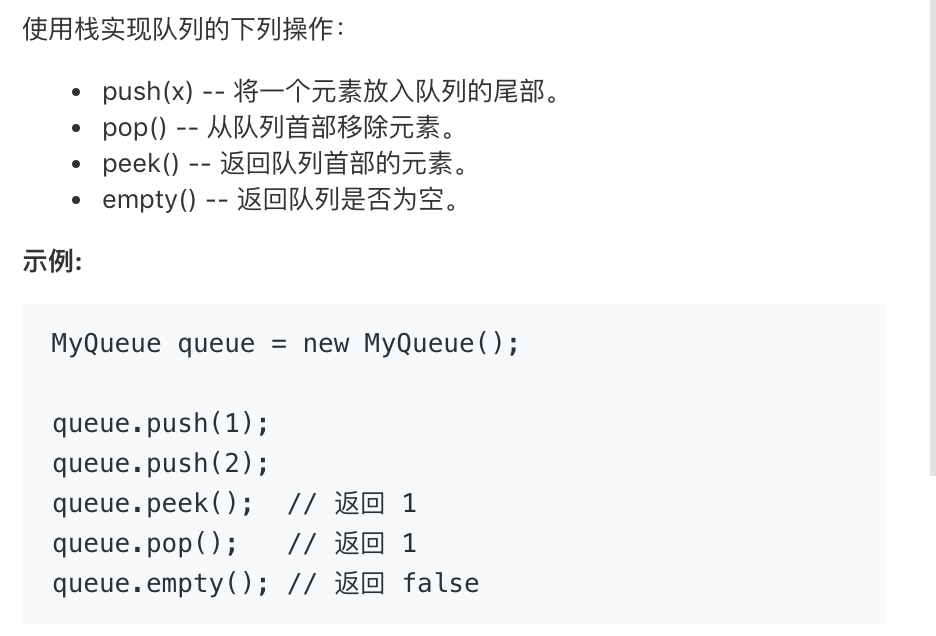 使用栈实现队列的下列操作：
• push(x) -- 将一个元素放入队列的尾部。
• pop() -- 从队列首部移除元素。
• peek() -- 返回队列首部的元素。
• empty() -- 返回队列是否为空。
示例:
MyQueue queue = new MyQueue();
queue.push(1);
queue.push(2);
queue.peek();  // 返回 1
queue.pop();   // 返回 1
queue.empty(); // 返回 false